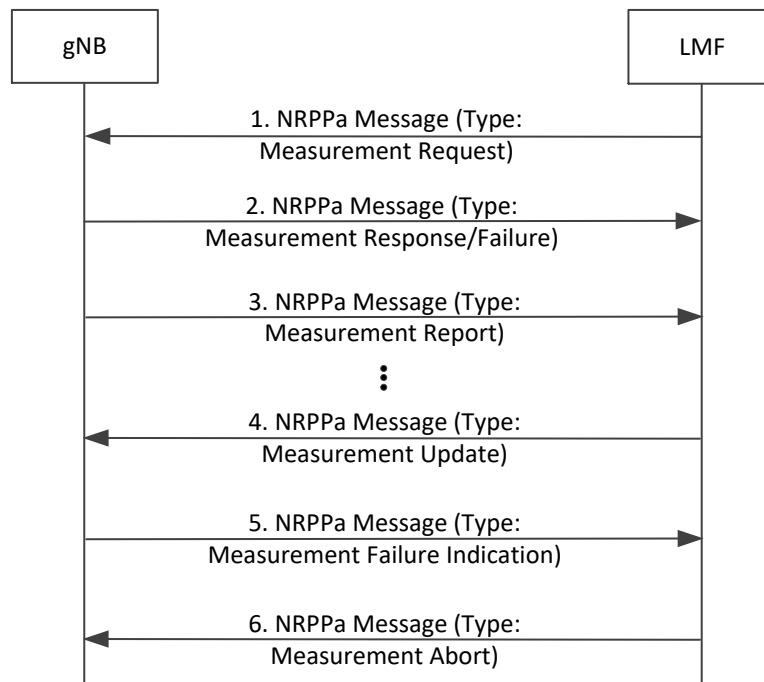 gNB
LMF
1. NRPPa Message (Type:
Measurement Request)
2. NRPPa Message (Type:
Measurement Response/Failure)
3. NRPPa Message (Type:
Measurement Report)
4. NRPPa Message (Type:
Measurement Update)
5. NRPPa Message (Type:
Measurement Failure Indication)
6. NRPPa Message (Type:
Measurement Abort)